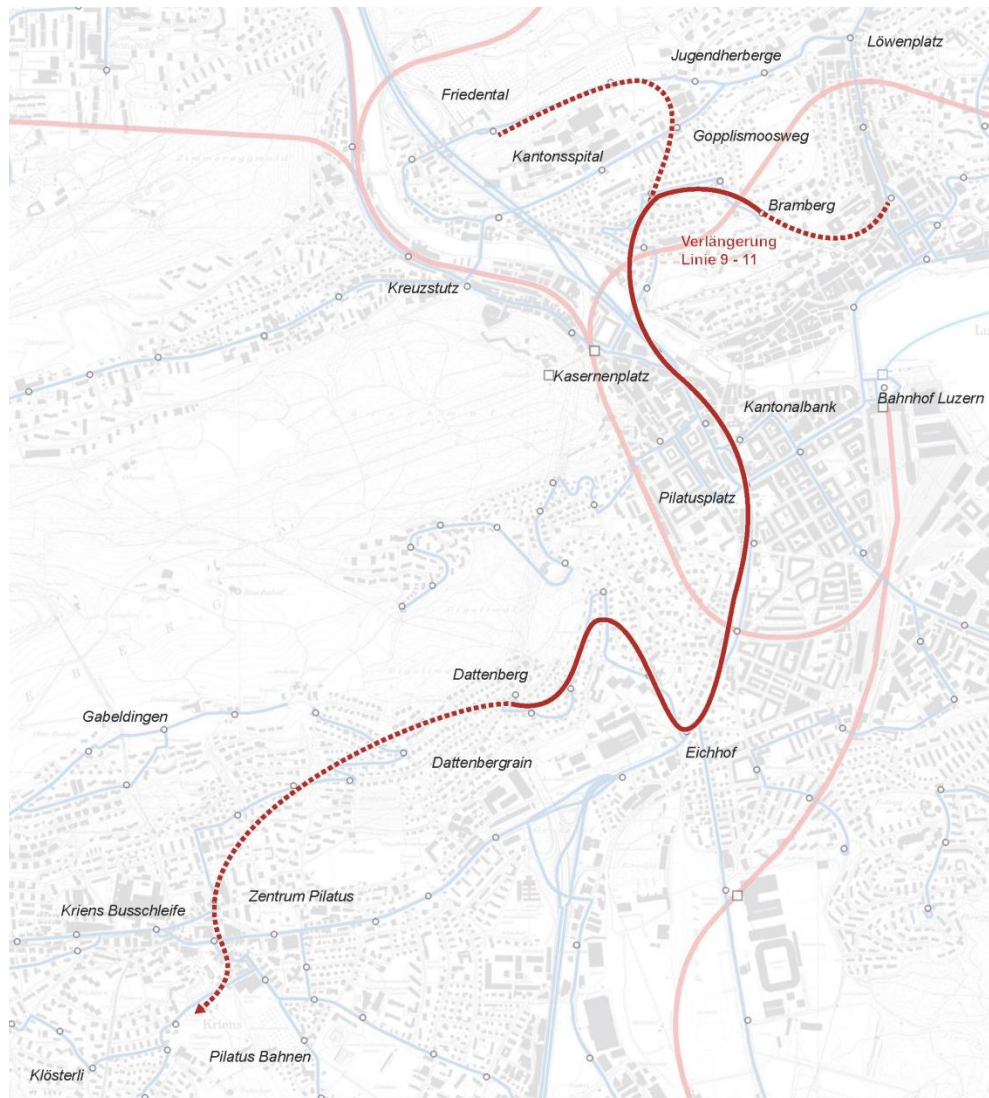 Löwenplatz
Jugendherberge
Friedental
Gopplismoosweg
Kantonsspital
Bramberg
Verlängerung
Linie 9 - 11
Kreuzstutz
Kasernenplatz
Bahnhof Luzern
Kantonalbank
Pilatusplatz
Dattenberg
Gabeldingen
Eichhof
Dattenbergrain
Zentrum Pilatus
Kriens Busschleife
Kriens
Pilatus Bahnen
Klösterli